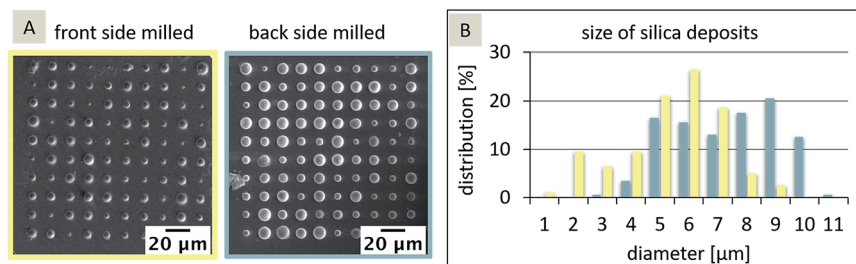 A
front side milled
back side milled
20 µm
20 µm
B
size of silica deposits
distribution [%]
30
20
10
0
1 2 3 4 5 6 7 8 9 10 11
diameter [µm]